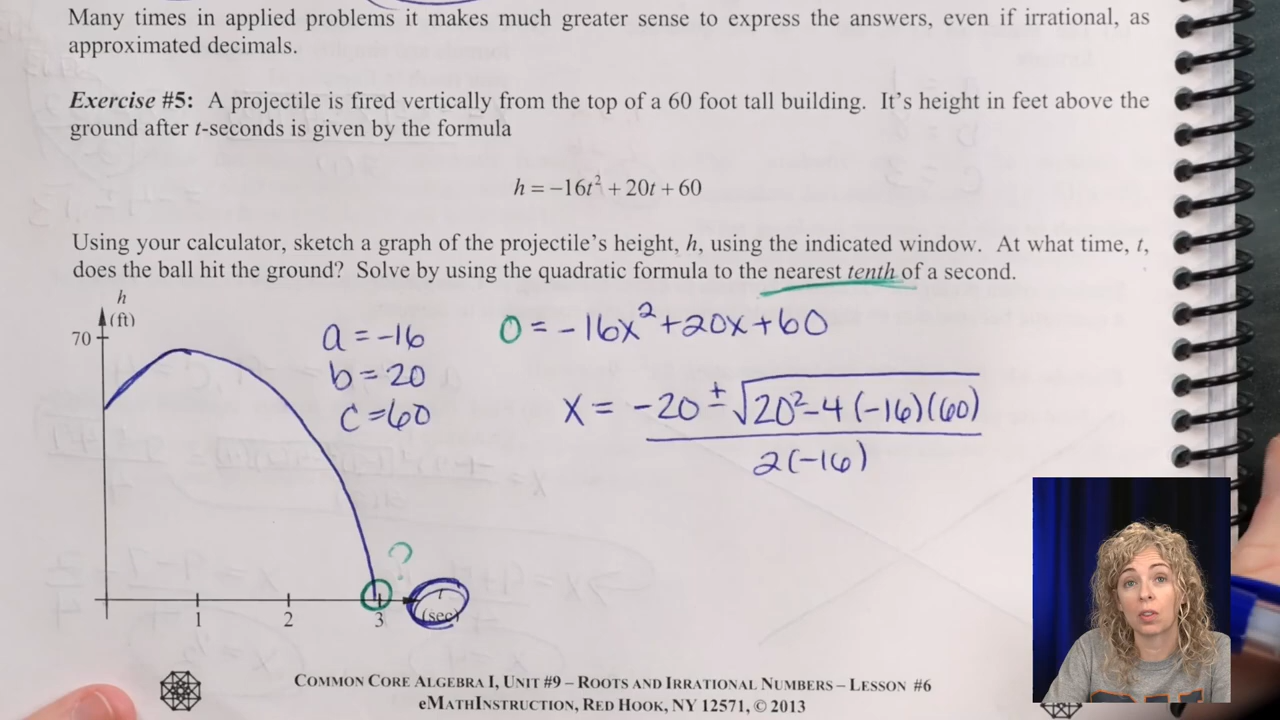 Many times in applied problems it makes much greater sense to express the answers, even if irrational, as
approximated decimals.
Exercise #5: A projectile is fired vertically from the top of a 60 foot tall building. It's height in feet above the
ground after t-seconds is given by the formula
h = −16t² + 20t + 60
Using your calculator, sketch a graph of the projectile's height, h, using the indicated window. At what time, t,
does the ball hit the ground? Solve by using the quadratic formula to the nearest tenth of a second.
h
(ft)
70
a = -16
b = 20
c = 60
0 = -16x² + 20x + 60
x = -20 ± √20² - 4(-16)(60)
2(-16)
?
1 2 3
(sec)
COMMON CORE ALGEBRA I, UNIT #9 – ROOTS AND IRRATIONAL NUMBERS – LESSON #6
eMATHINSTRUCTION, RED HOOK, NY 12571, © 2013